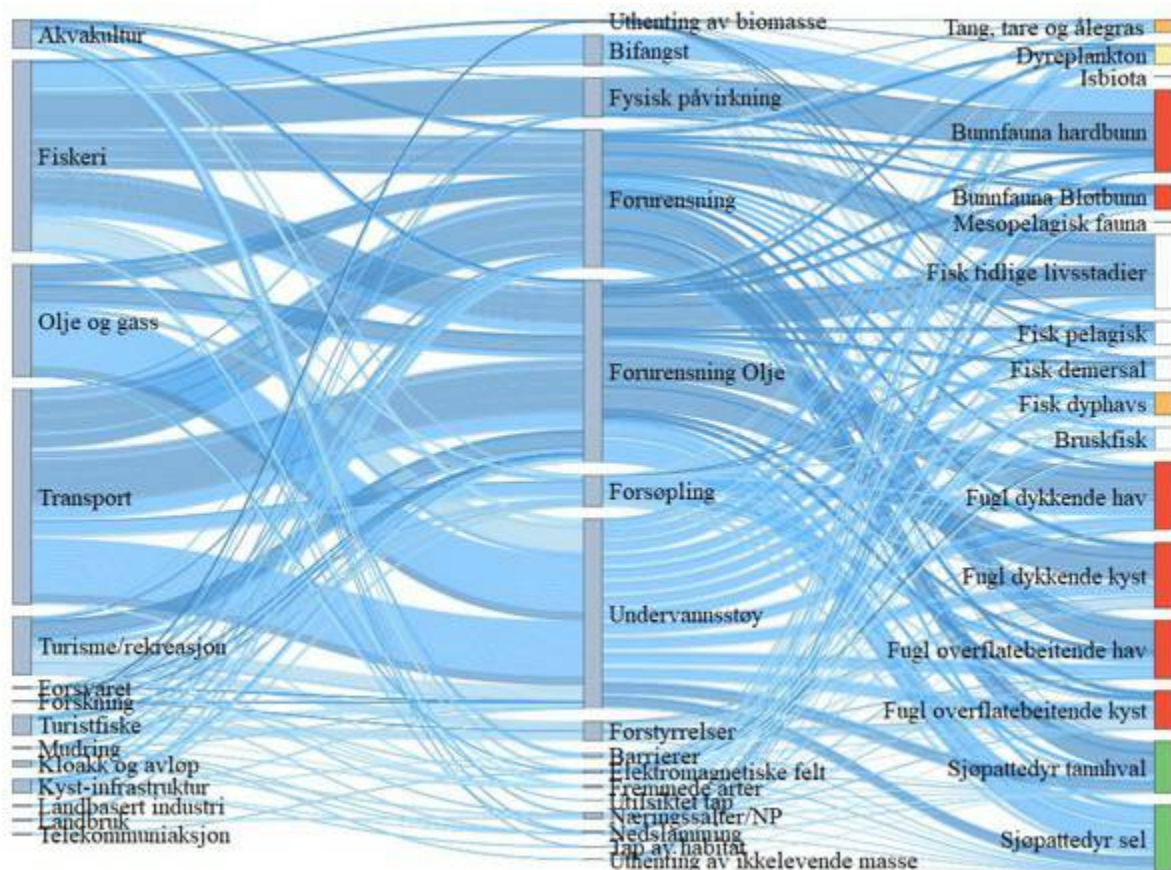 Akvakultur
Fiskeri
Olje og gass
Transport
Turisme/rekreasjon
Forsvaret
Forskning
Turistfiske
Mudring
Kloakk og avløp
Kyst-infrastruktur
Landbasert industri
Landbruk
Telekommuniaksjon
Uthenting av biomasse
Bifangst
Fysisk påvirkning
Forurensning
Forurensning Olje
Forsøpling
Undervannsstøy
Forstyrrelser
Barrierer
Elektromagnetiske felt
Fremmede arter
Utilsiktet tap
Næringssalter/NP
Nedslamming
Tap av habitat
Uthenting av ikkelevende masse
Tang, tare og ålegras
Dyreplankton
Isbiota
Bunnfauna hardbunn
Bunnfauna Bløtbunn
Mesopelagisk fauna
Fisk tidlige livsstadier
Fisk pelagisk
Fisk demersal
Fisk dyphavs
Bruskfisk
Fugl dykkende hav
Fugl dykkende kyst
Fugl overflatebeitende hav
Fugl overflatebeitende kyst
Sjøpattedyr tannhval
Sjøpattedyr sel